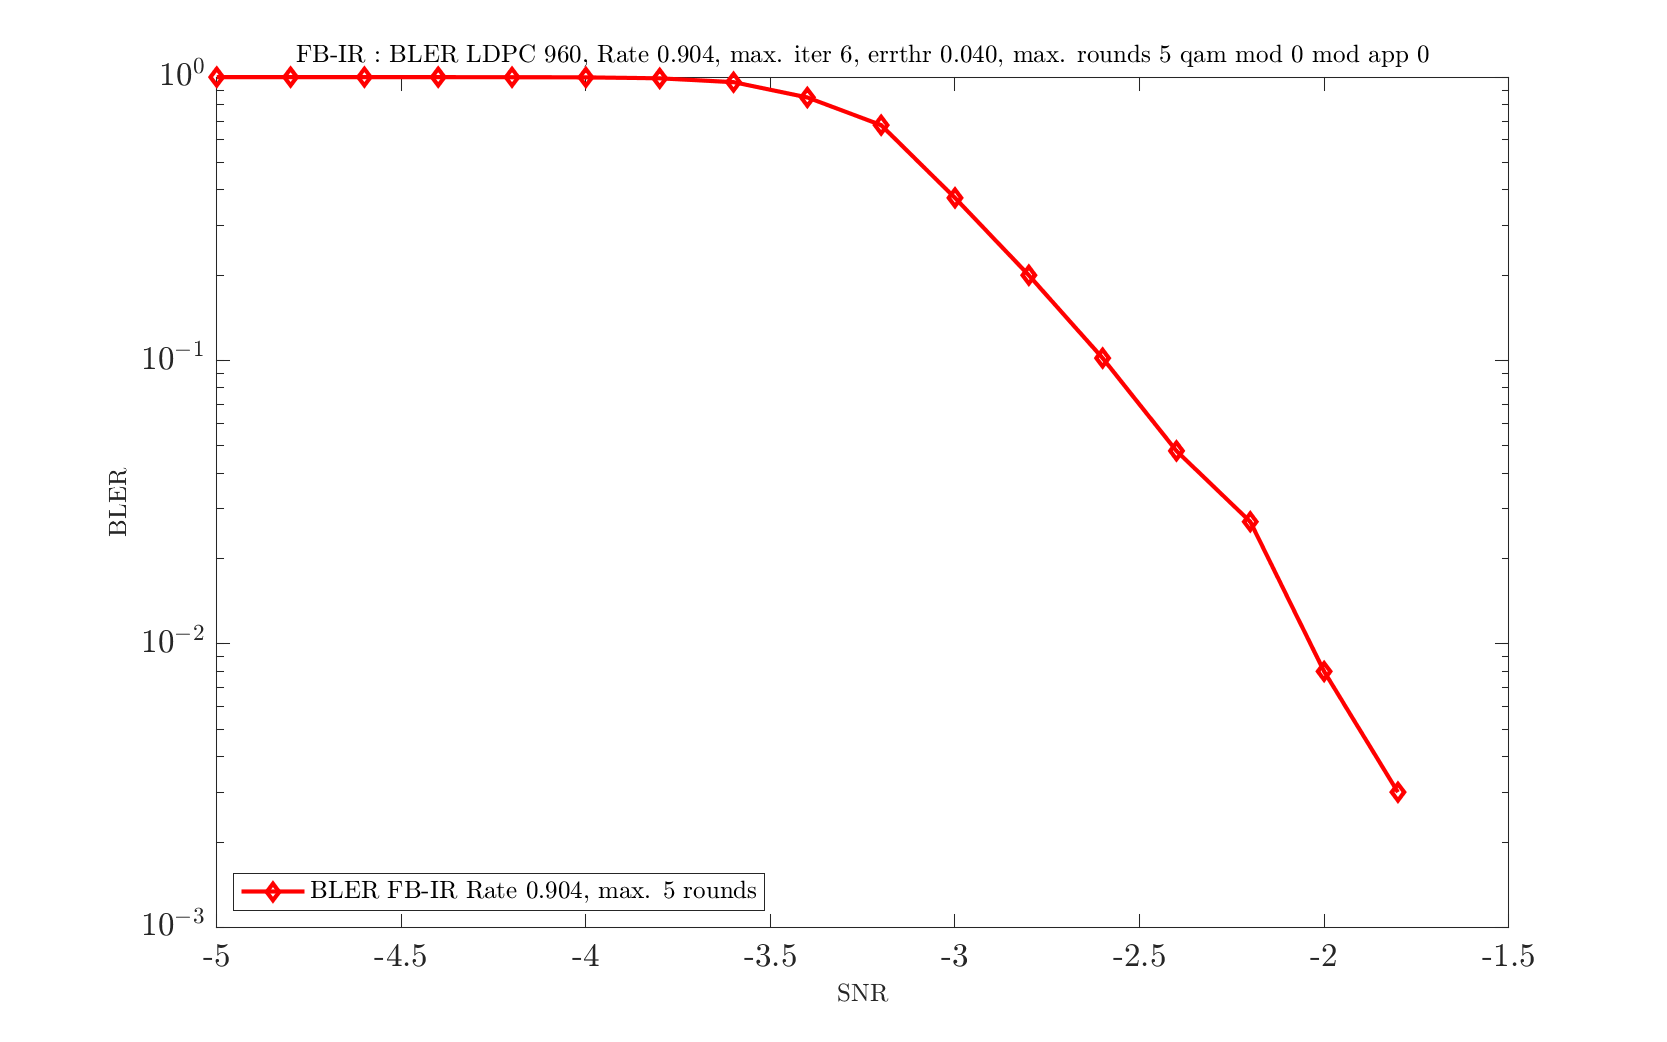 FB-IR : BLER LDPC 960, Rate 0.904, max. iter 6, errthr 0.040, max. rounds 5 qam mod 0 mod app 0
10^0
10^-1
10^-2
10^-3
BLER
BLER FB-IR Rate 0.904, max. 5 rounds
-5 -4.5 -4 -3.5 -3 -2.5 -2 -1.5
SNR